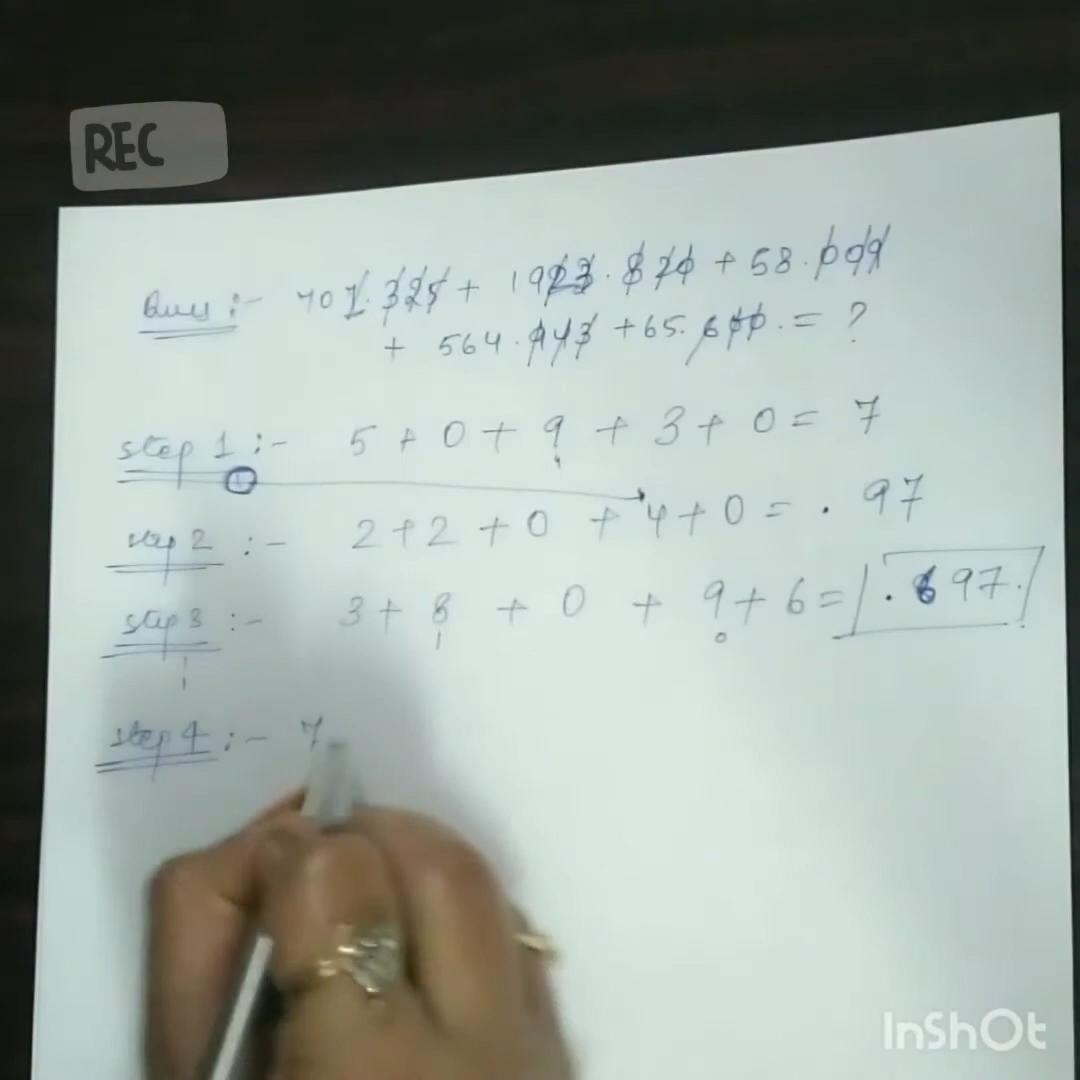 REC
Ques :- 701.325 + 1923.820 + 58.009
+ 564.943 + 65.600. = ?
step 1 :- 5 + 0 + 9 + 3 + 0 = 7
step 2 :- 2 + 2 + 0 + 4 + 0 = . 97
step 3 :- 3 + 8 + 0 + 9 + 6 = .697.
step 4 :- 7
InShOt